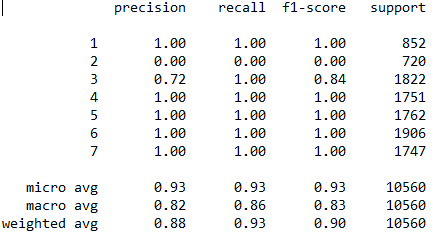 precision recall f1-score support
1 1.00 1.00 1.00 852
2 0.00 0.00 0.00 720
3 0.72 1.00 0.84 1822
4 1.00 1.00 1.00 1751
5 1.00 1.00 1.00 1762
6 1.00 1.00 1.00 1906
7 1.00 1.00 1.00 1747
micro avg 0.93 0.93 0.93 10560
macro avg 0.82 0.86 0.83 10560
weighted avg 0.88 0.93 0.90 10560